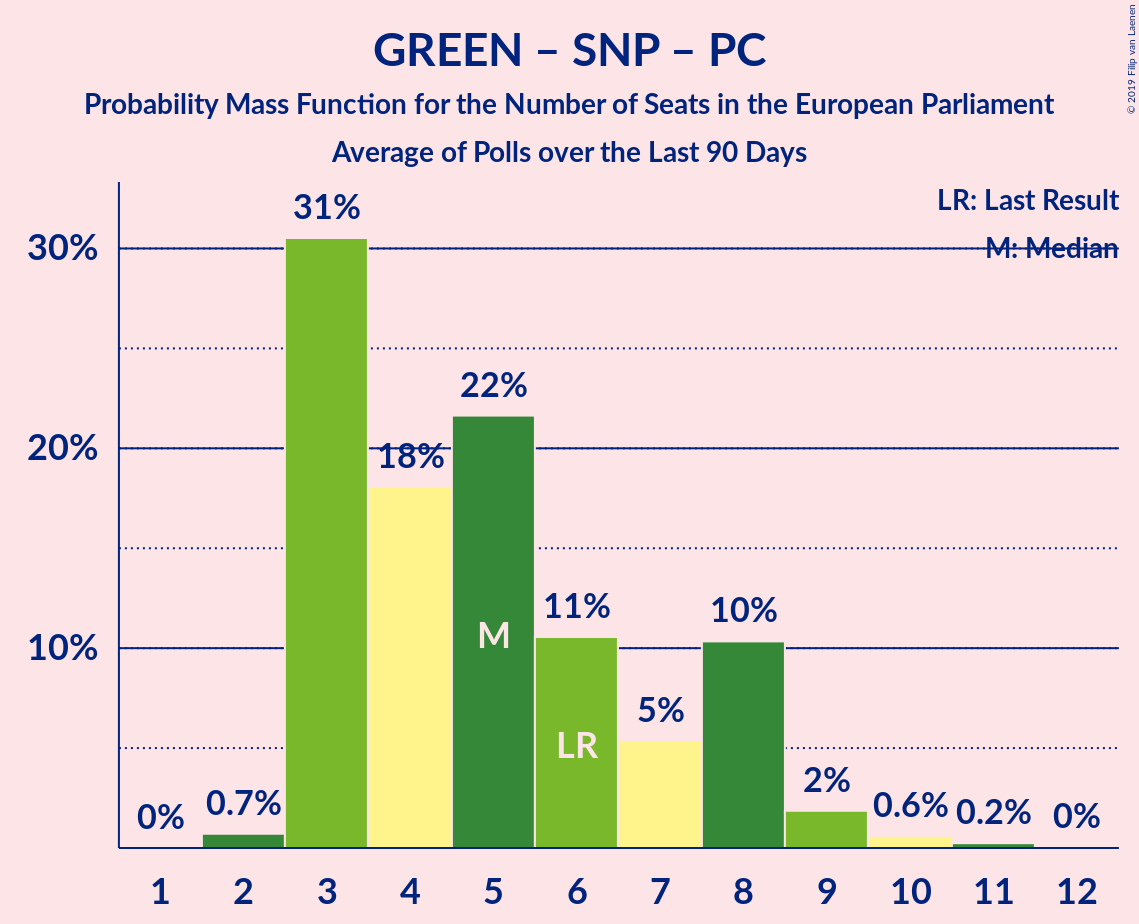 GREEN – SNP – PC
Probability Mass Function for the Number of Seats in the European Parliament
Average of Polls over the Last 90 Days
© 2019 Filip van Laenen
LR: Last Result
M: Median
30%
20%
10%
0%
0.7%
31%
18%
22%
11%
5%
10%
2%
0.6%
0.2%
0%
M
LR
1 2 3 4 5 6 7 8 9 10 11 12